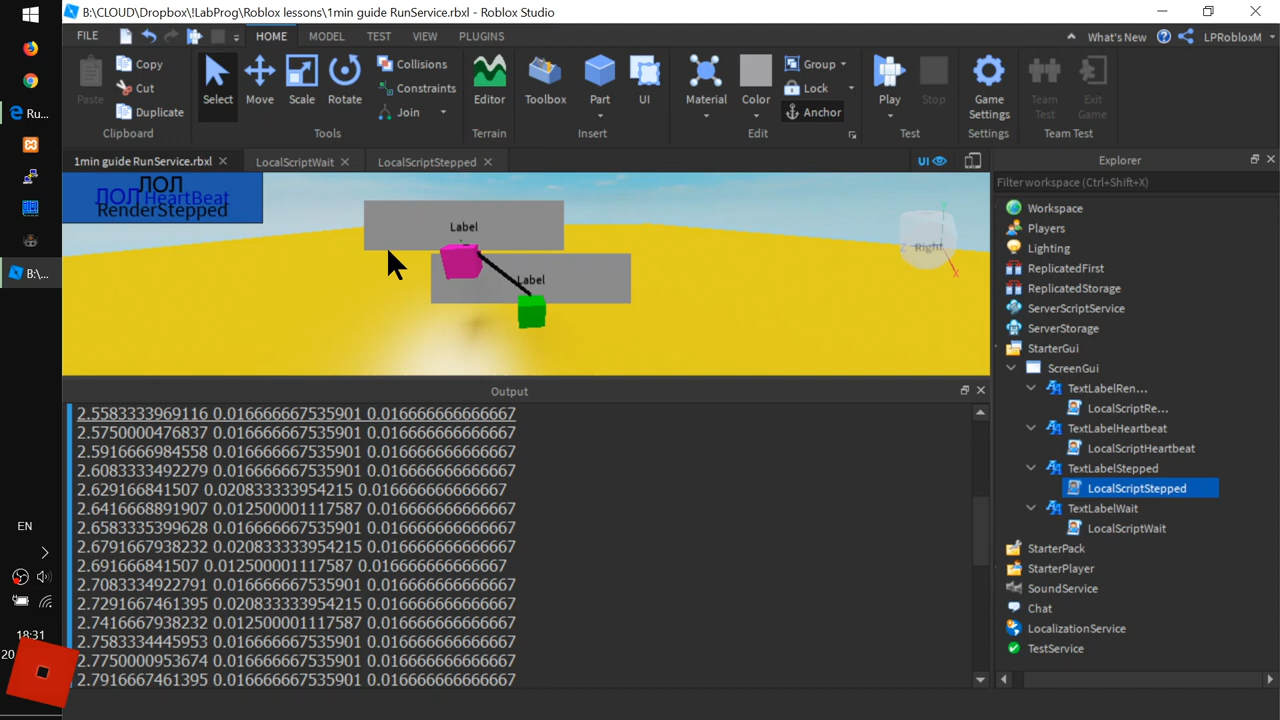 B:\CLOUD\Dropbox\!LabProg\Roblox lessons\1min guide RunService.rbxl - Roblox Studio
FILE HOME MODEL TEST VIEW PLUGINS What's New LPRobloxM
Paste Copy Cut Duplicate Clipboard
Select Move Scale Rotate Collisions Constraints Join Tools
Editor Terrain
Toolbox Part UI Insert
Material Color Group Lock Anchor Edit
Play Stop Test
Game Settings Settings
Team Test Exit Game Team Test
1min guide RunService.rbxl LocalScriptWait LocalScriptStepped UI
Ru...
B:\...
ЛОЛ
ЛОЛ HeartBeat
RenderStepped
Label
Label
Right
Z
X
Output
2.5583333969116 0.016666667535901 0.016666666666667
2.5750000476837 0.016666667535901 0.016666666666667
2.5916666984558 0.016666667535901 0.016666666666667
2.6083333492279 0.016666667535901 0.016666666666667
2.629166841507 0.020833333954215 0.016666666666667
2.6416668891907 0.012500001117587 0.016666666666667
2.6583335399628 0.016666667535901 0.016666666666667
2.6791667938232 0.020833333954215 0.016666666666667
2.691666841507 0.012500001117587 0.016666666666667
2.7083334922791 0.016666667535901 0.016666666666667
2.7291667461395 0.020833333954215 0.016666666666667
2.7416667938232 0.012500001117587 0.016666666666667
2.7583334445953 0.016666667535901 0.016666666666667
2.7750000953674 0.016666667535901 0.016666666666667
2.7916667461395 0.016666667535901 0.016666666666667
Explorer
Filter workspace (Ctrl+Shift+X)
Workspace
Players
Lighting
ReplicatedFirst
ReplicatedStorage
ServerScriptService
ServerStorage
StarterGui
ScreenGui
TextLabelRen...
LocalScriptRe...
TextLabelHeartbeat
LocalScriptHeartbeat
TextLabelStepped
LocalScriptStepped
TextLabelWait
LocalScriptWait
StarterPack
StarterPlayer
SoundService
Chat
LocalizationService
TestService
EN
18:31
20